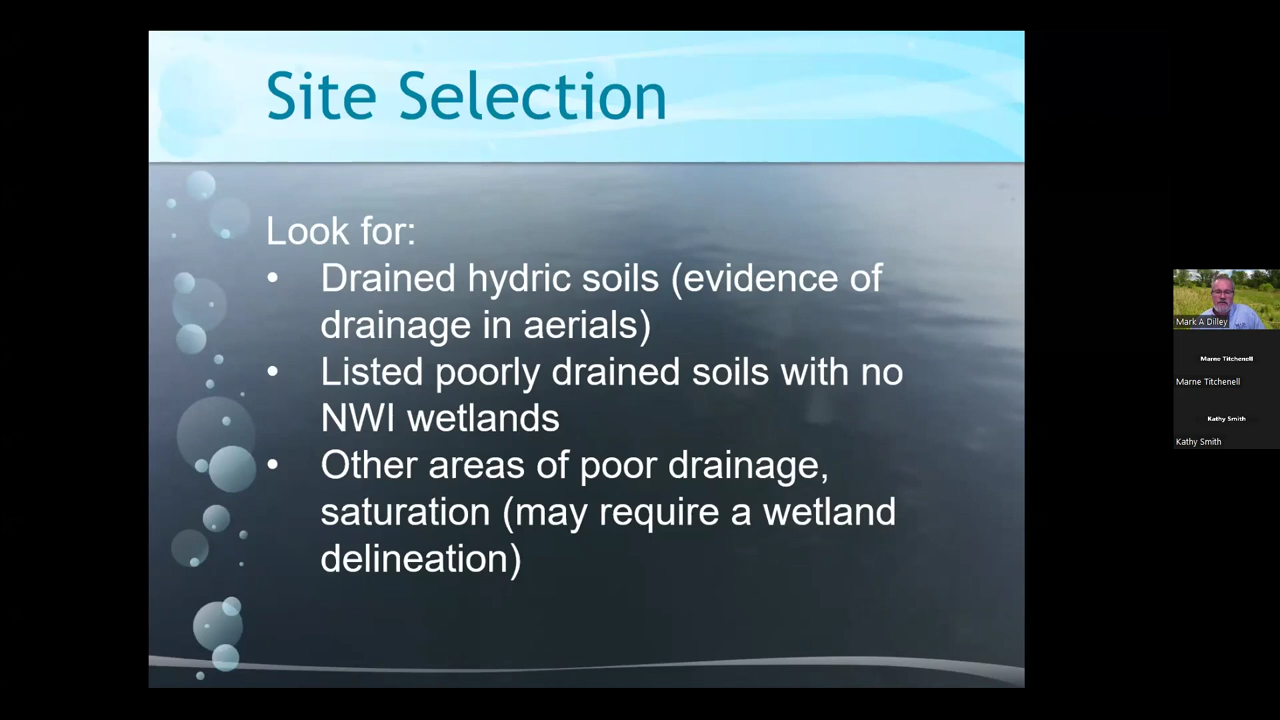 Site Selection
Look for:
• Drained hydric soils (evidence of
drainage in aerials)
• Listed poorly drained soils with no
NWI wetlands
• Other areas of poor drainage,
saturation (may require a wetland
delineation)
Mark A Dilley
Marne Titchenell
Marne Titchenell
Kathy Smith
Kathy Smith